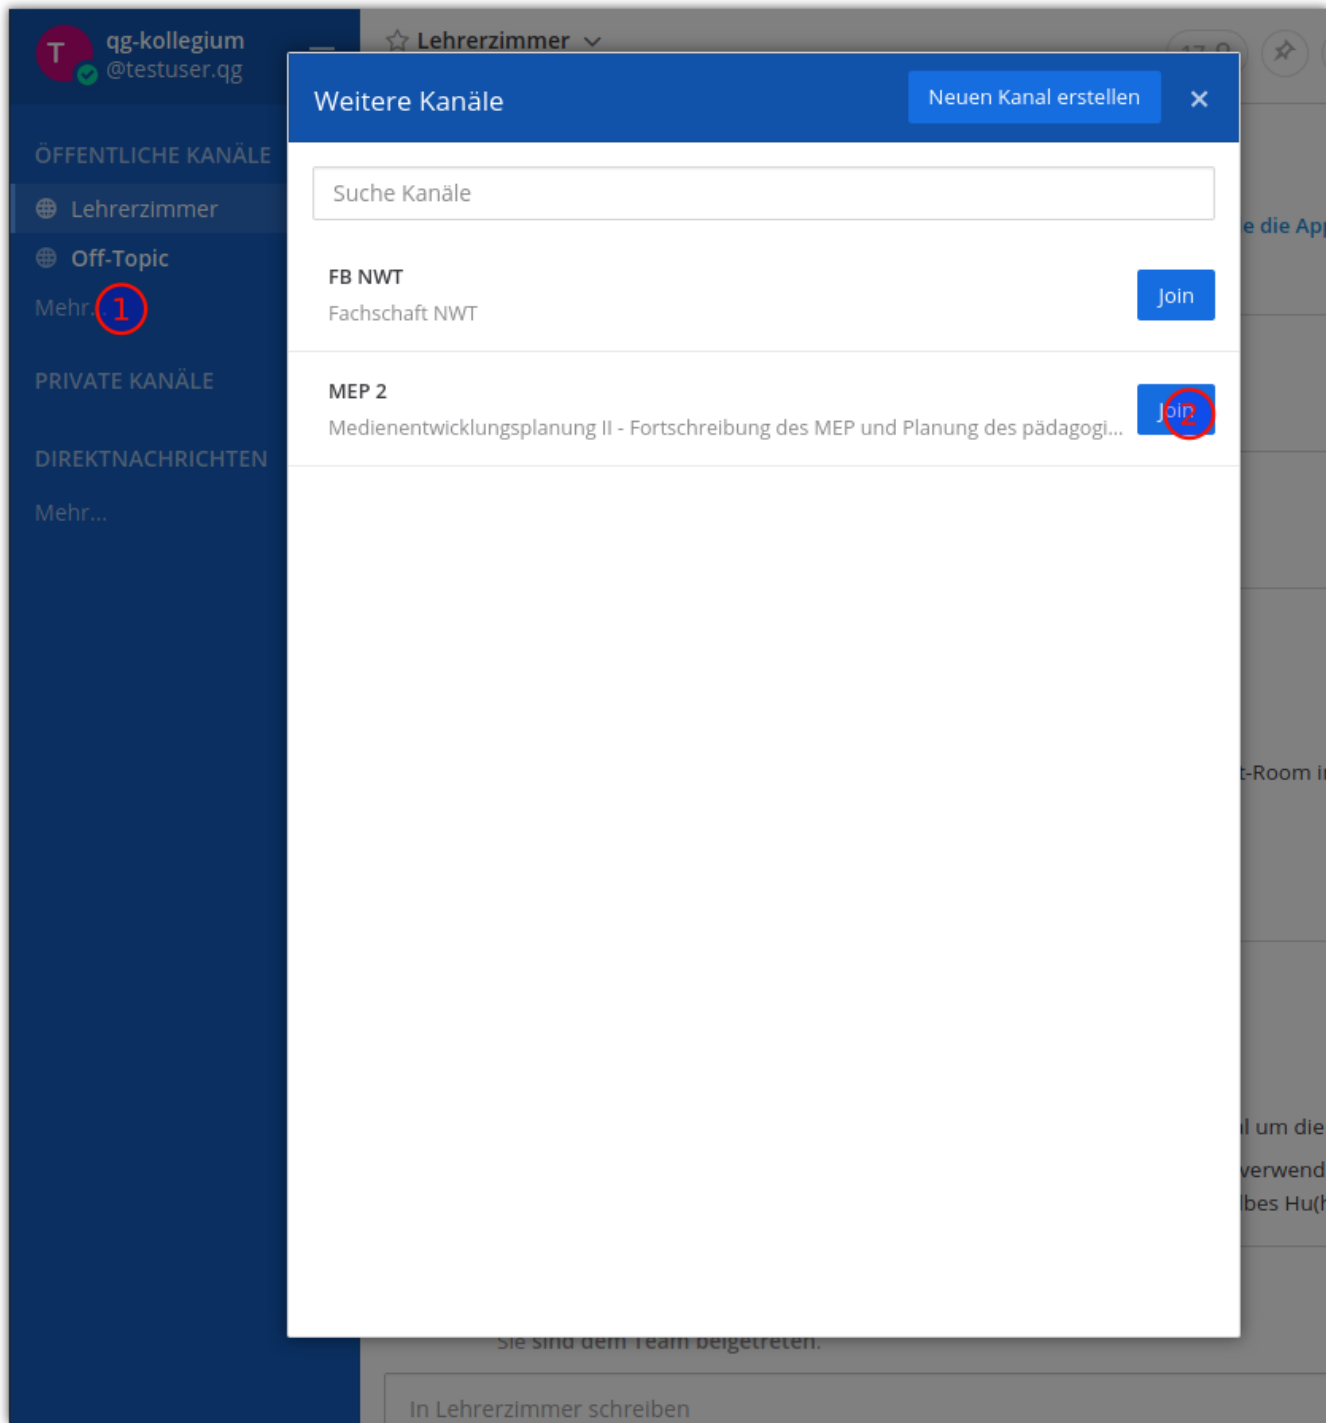 T
qg-kollegium
@testuser.qg
Lehrerzimmer
17
ÖFFENTLICHE KANÄLE
Lehrerzimmer
Off-Topic
Mehr...
1
PRIVATE KANÄLE
DIREKTNACHRICHTEN
Mehr...
Weitere Kanäle
Neuen Kanal erstellen
Suche Kanäle
FB NWT
Fachschaft NWT
Join
MEP 2
Medienentwicklungsplanung II - Fortschreibung des MEP und Planung des pädagogi...
Join
2
e die App
t-Room in
l um die
verwend
lbes Hu(h
Sie sind dem Team beigetreten.
In Lehrerzimmer schreiben